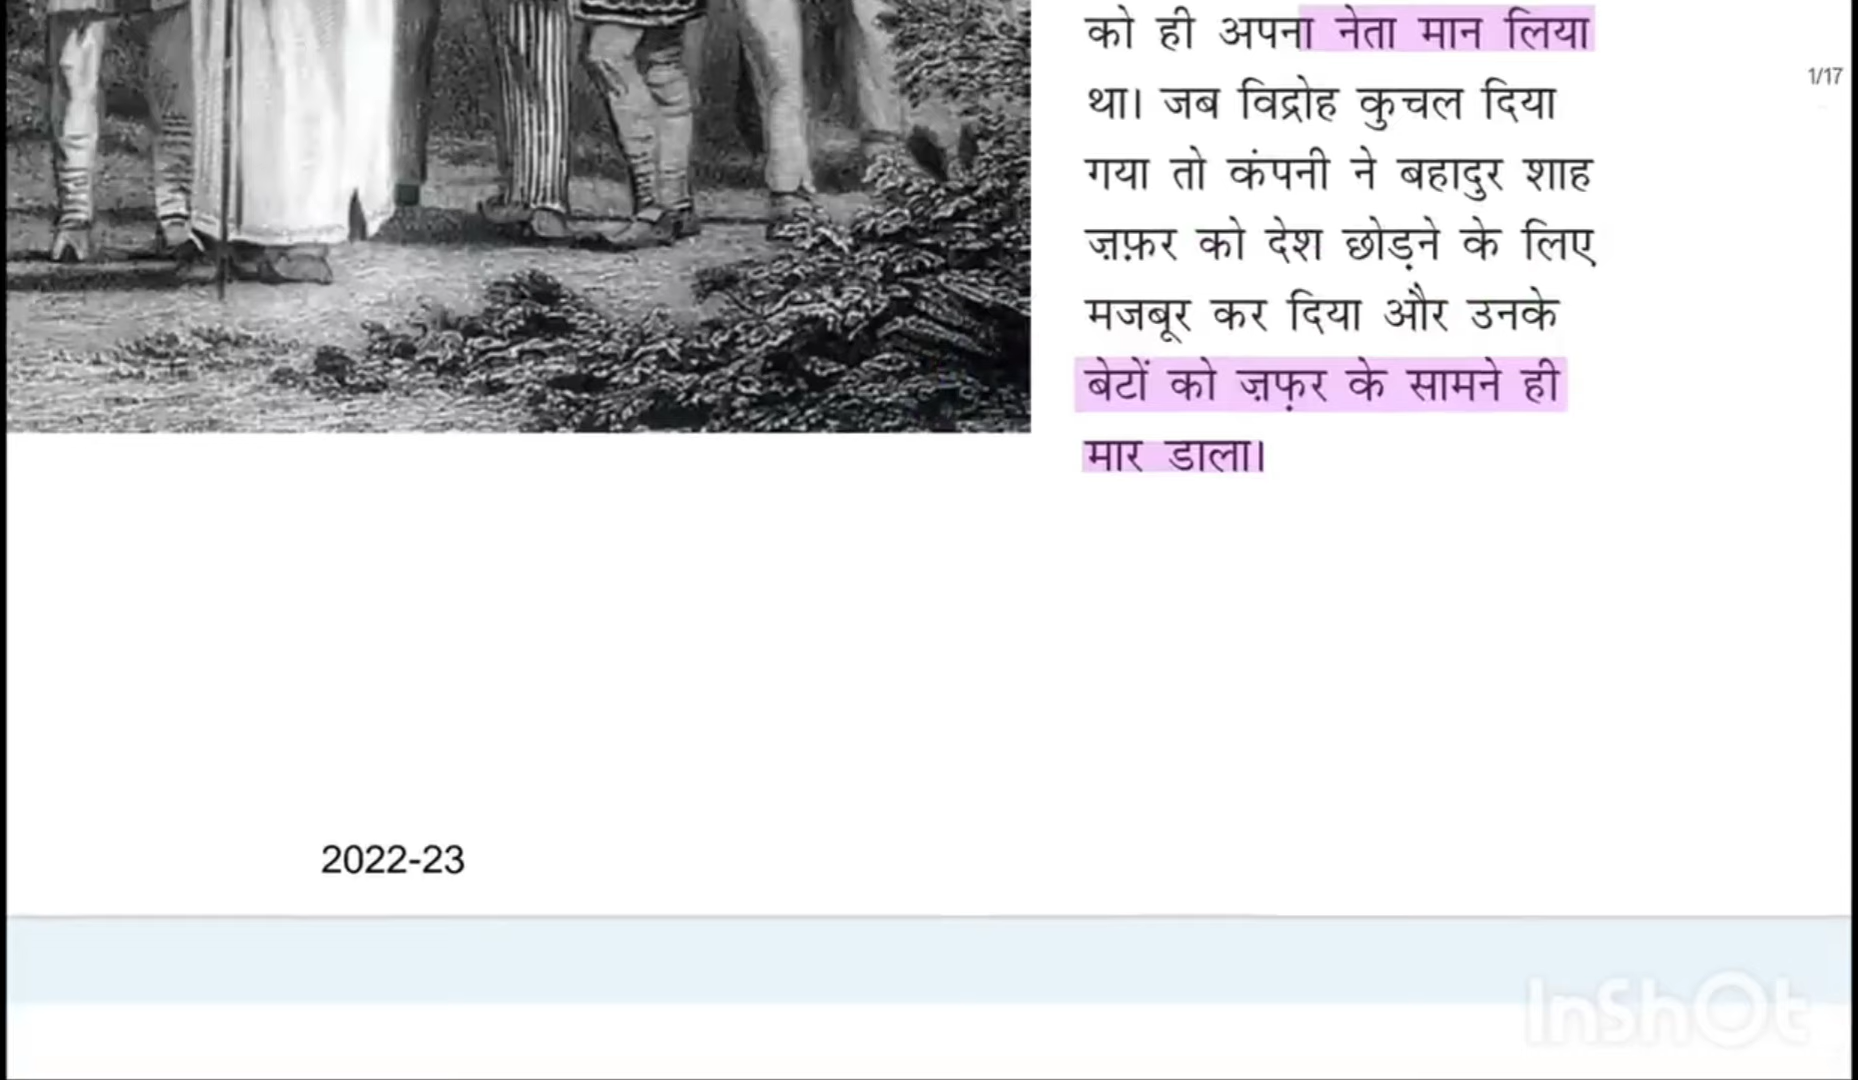 को ही अपना नेता मान लिया
था। जब विद्रोह कुचल दिया
गया तो कंपनी ने बहादुर शाह
ज़फ़र को देश छोड़ने के लिए
मजबूर कर दिया और उनके
बेटों को ज़फ़र के सामने ही
मार डाला।
1/17
2022-23
InShOt